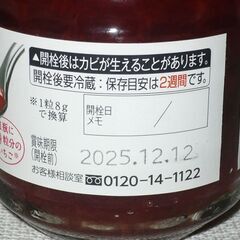 ▲開栓後はカビが生えることがあります。
開栓後要冷蔵：保存目安は2週間です。
※1粒8g
で換算
開栓日
メモ
／
賞味期限
(開栓前)
2025.12.12
お客様相談室 0120-14-1122